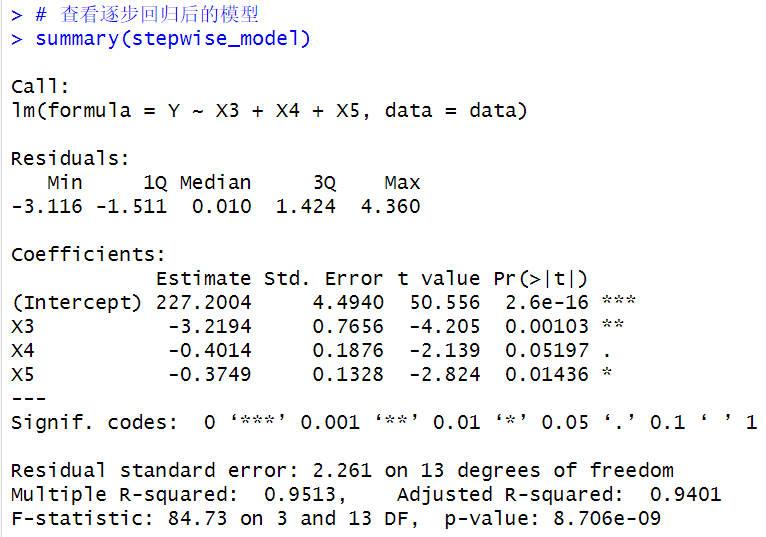 > # 查看逐步回归后的模型
> summary(stepwise_model)
Call:
lm(formula = Y ~ X3 + X4 + X5, data = data)
Residuals:
   Min     1Q Median     3Q    Max
-3.116 -1.511  0.010  1.424  4.360
Coefficients:
            Estimate Std. Error t value Pr(>|t|)
(Intercept) 227.2004     4.4940  50.556  2.6e-16 ***
X3           -3.2194     0.7656  -4.205  0.00103 **
X4           -0.4014     0.1876  -2.139  0.05197 .
X5           -0.3749     0.1328  -2.824  0.01436 *
---
Signif. codes:  0 ‘***’ 0.001 ‘**’ 0.01 ‘*’ 0.05 ‘.’ 0.1 ‘ ’ 1
Residual standard error: 2.261 on 13 degrees of freedom
Multiple R-squared:  0.9513,    Adjusted R-squared:  0.9401
F-statistic: 84.73 on 3 and 13 DF,  p-value: 8.706e-09